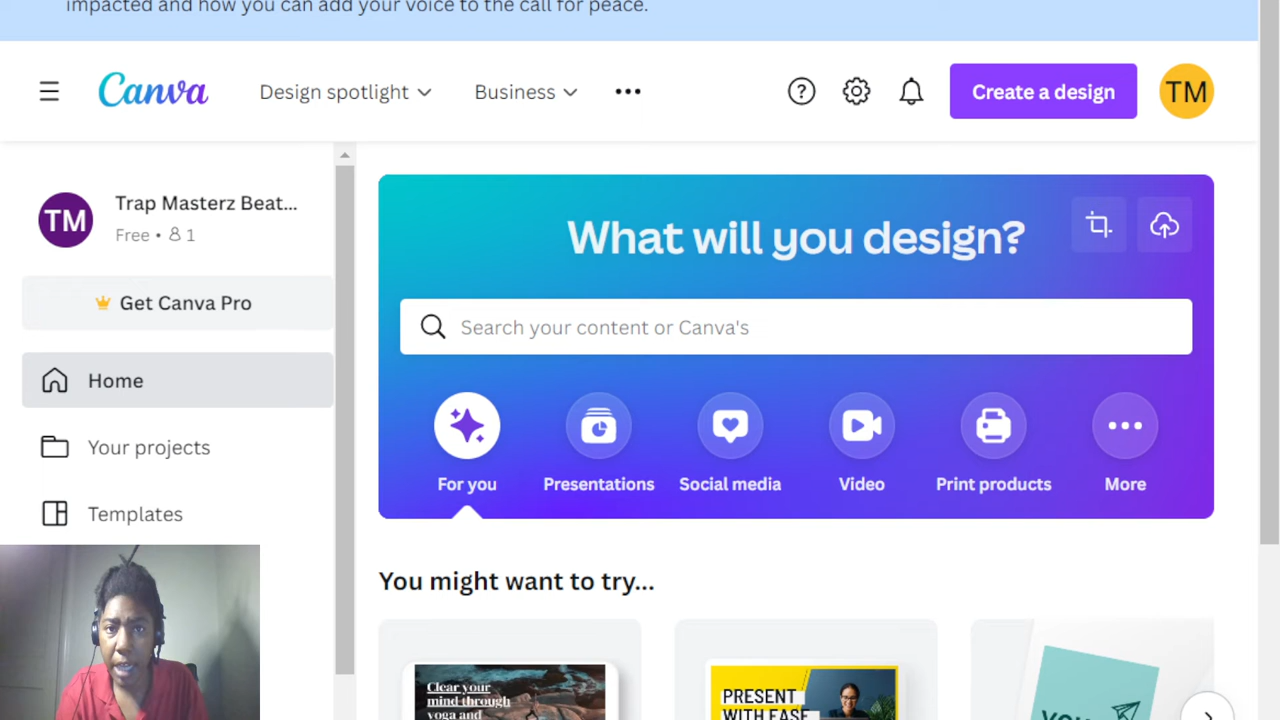 impacted and how you can add your voice to the call for peace.
Canva
Design spotlight
Business
Create a design
TM
TM
Trap Masterz Beat...
Free • 1
Get Canva Pro
What will you design?
Search your content or Canva's
Home
Your projects
Templates
For you
Presentations
Social media
Video
Print products
More
You might want to try...
Clear your
mind through
yoga and
PRESENT
WITH EASE